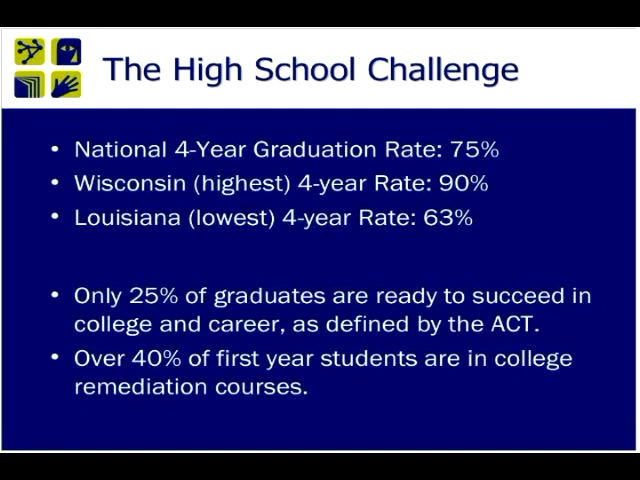 The High School Challenge
• National 4-Year Graduation Rate: 75%
• Wisconsin (highest) 4-year Rate: 90%
• Louisiana (lowest) 4-year Rate: 63%
• Only 25% of graduates are ready to succeed in
college and career, as defined by the ACT.
• Over 40% of first year students are in college
remediation courses.